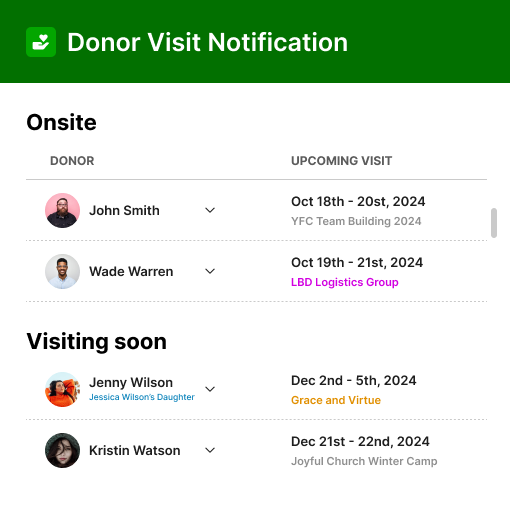 Donor Visit Notification
Onsite
DONOR UPCOMING VISIT
John Smith Oct 18th - 20st, 2024
YFC Team Building 2024
Wade Warren Oct 19th - 21st, 2024
LBD Logistics Group
Visiting soon
Jenny Wilson Dec 2nd - 5th, 2024
Jessica Wilson's Daughter Grace and Virtue
Kristin Watson Dec 21st - 22nd, 2024
Joyful Church Winter Camp